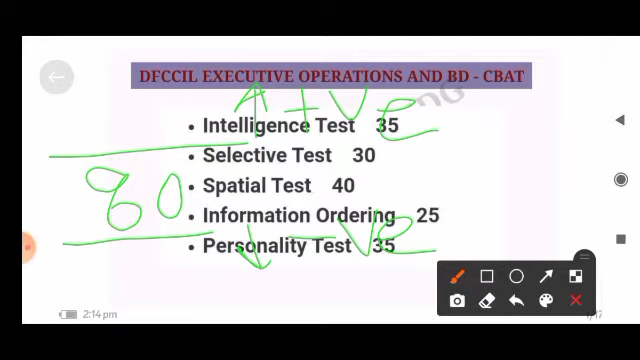 DFCCIL EXECUTIVE OPERATIONS AND BD - CBAT
↑ +ve
• Intelligence Test 35
• Selective Test 30
80
• Spatial Test 40
• Information Ordering 25
↓ -ve
• Personality Test 35
2:14 pm